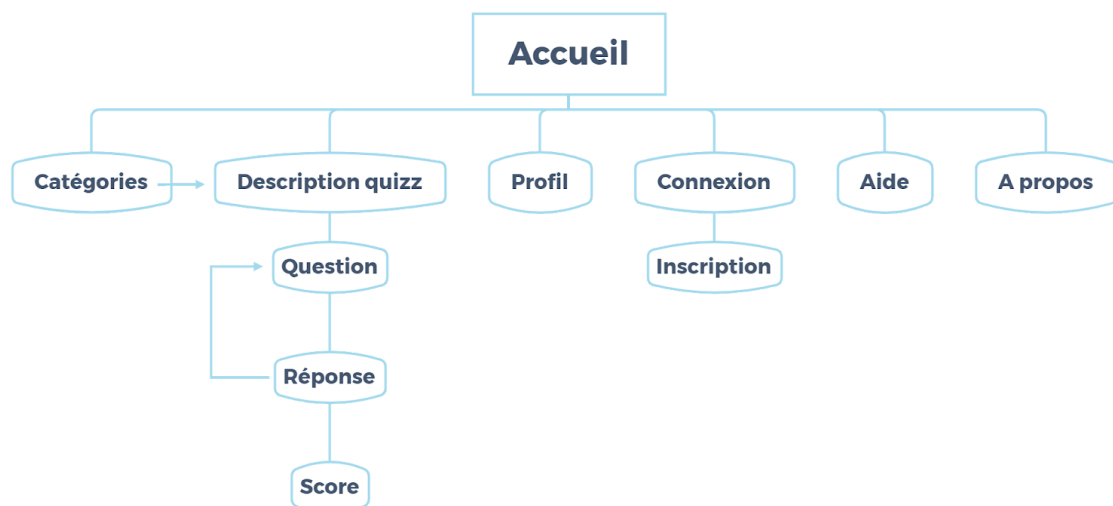 Accueil
Catégories
Description quizz
Profil
Connexion
Aide
A propos
Question
Inscription
Réponse
Score